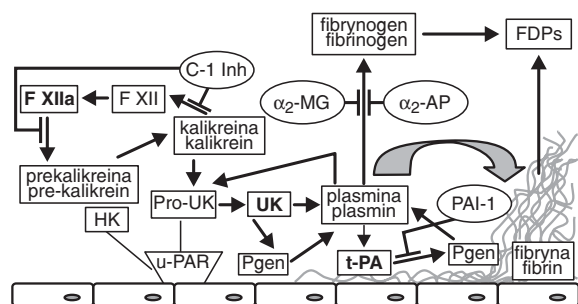 fibrynogen
fibrinogen
FDPs
C-1 Inh
F XIIa
F XII
α2-MG
α2-AP
kalikreina
kalikrein
prekalikreina
pre-kalikrein
HK
Pro-UK
UK
plasmina
plasmin
PAI-1
u-PAR
Pgen
t-PA
Pgen
fibryna
fibrin